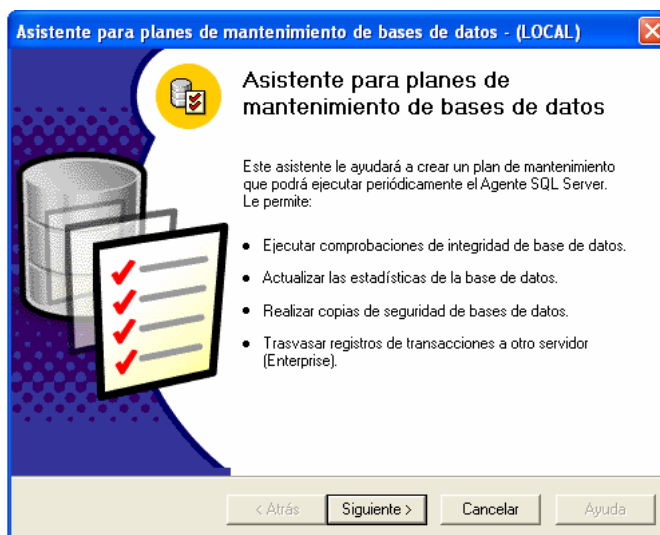 Asistente para planes de mantenimiento de bases de datos - (LOCAL)
Asistente para planes de
mantenimiento de bases de datos
Este asistente le ayudará a crear un plan de mantenimiento
que podrá ejecutar periódicamente el Agente SQL Server.
Le permite:
• Ejecutar comprobaciones de integridad de base de datos.
• Actualizar las estadísticas de la base de datos.
• Realizar copias de seguridad de bases de datos.
• Trasvasar registros de transacciones a otro servidor
(Enterprise).
< Atrás Siguiente > Cancelar Ayuda